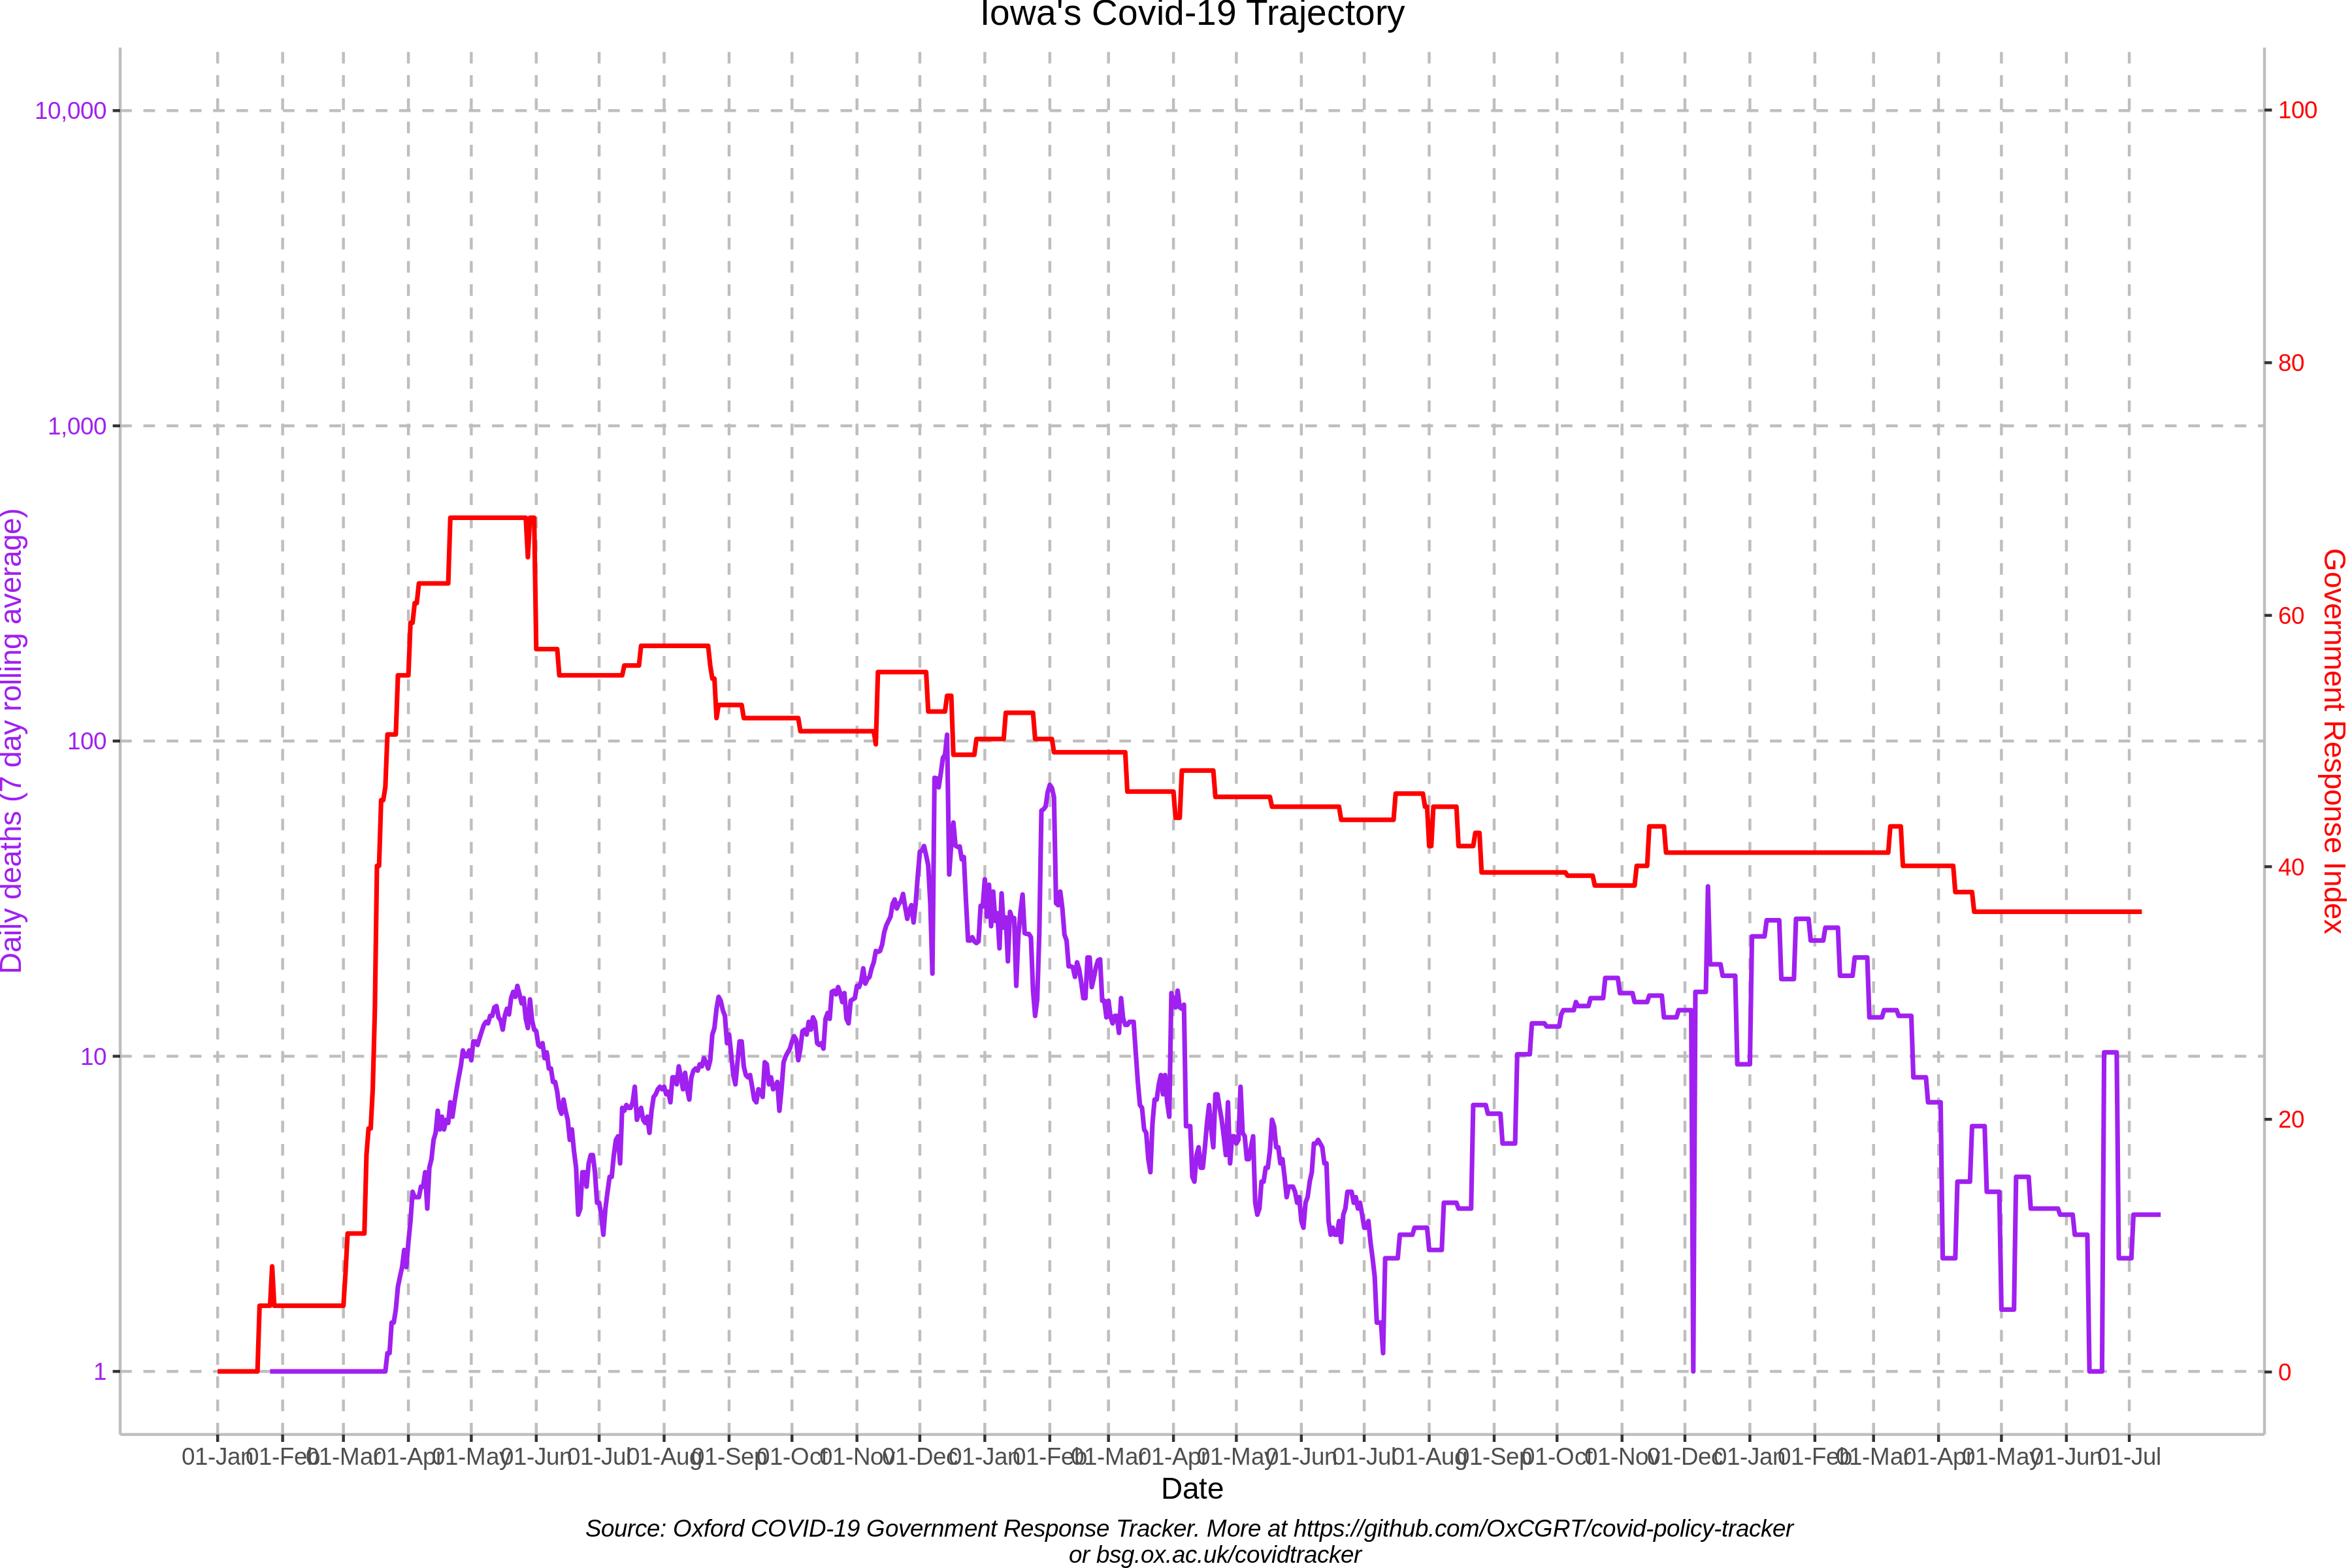 Iowa's Covid-19 Trajectory
10,000
1,000
100
10
1
Daily deaths (7 day rolling average)
100
80
60
40
20
0
Government Response Index
01-Jan 01-Feb 01-Mar 01-Apr 01-May 01-Jun 01-Jul 01-Aug 01-Sep 01-Oct 01-Nov 01-Dec 01-Jan 01-Feb 01-Mar 01-Apr 01-May 01-Jun 01-Jul 01-Aug 01-Sep 01-Oct 01-Nov 01-Dec 01-Jan 01-Feb 01-Mar 01-Apr 01-May 01-Jun 01-Jul
Date
Source: Oxford COVID-19 Government Response Tracker. More at https://github.com/OxCGRT/covid-policy-tracker
or bsg.ox.ac.uk/covidtracker